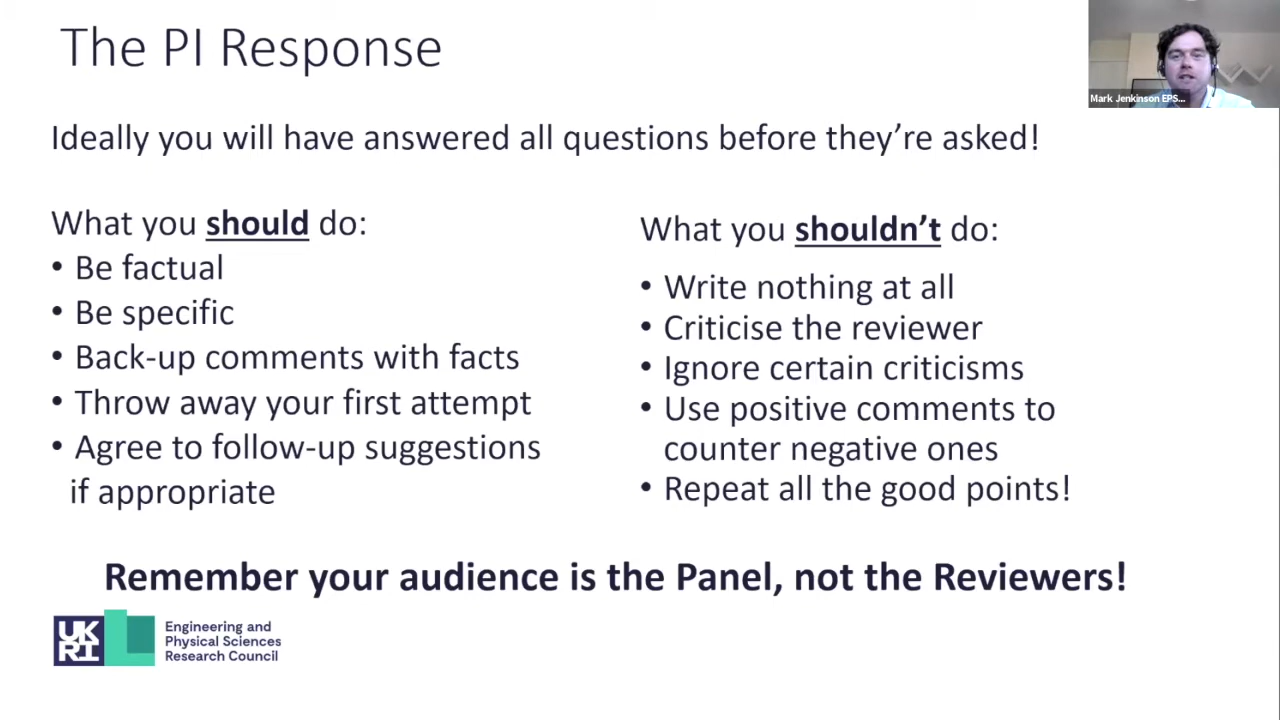 The PI Response
Mark Jenkinson EPS...
Ideally you will have answered all questions before they’re asked!
What you should do:
• Be factual
• Be specific
• Back-up comments with facts
• Throw away your first attempt
• Agree to follow-up suggestions
if appropriate
What you shouldn’t do:
• Write nothing at all
• Criticise the reviewer
• Ignore certain criticisms
• Use positive comments to
counter negative ones
• Repeat all the good points!
Remember your audience is the Panel, not the Reviewers!
UK
RI
Engineering and
Physical Sciences
Research Council